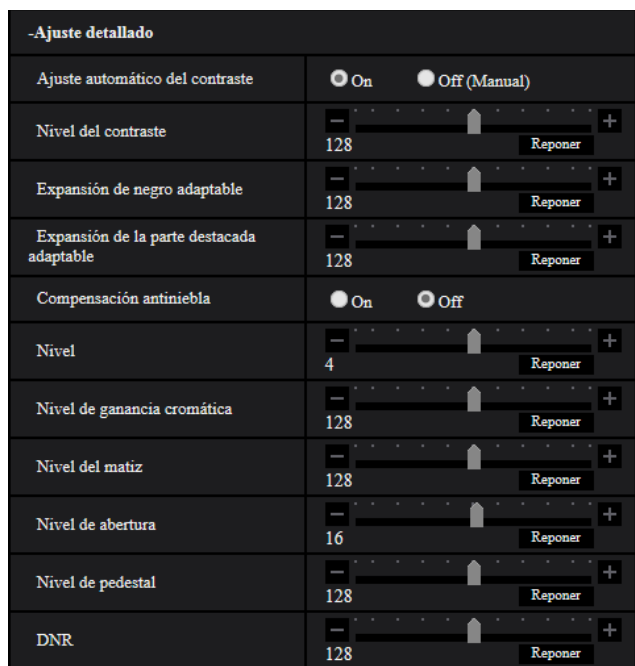 -Ajuste detallado
Ajuste automático del contraste
On Off (Manual)
Nivel del contraste
128 Reponer
Expansión de negro adaptable
128 Reponer
Expansión de la parte destacada
adaptable
128 Reponer
Compensación antiniebla
On Off
Nivel
4 Reponer
Nivel de ganancia cromática
128 Reponer
Nivel del matiz
128 Reponer
Nivel de abertura
16 Reponer
Nivel de pedestal
128 Reponer
DNR
128 Reponer